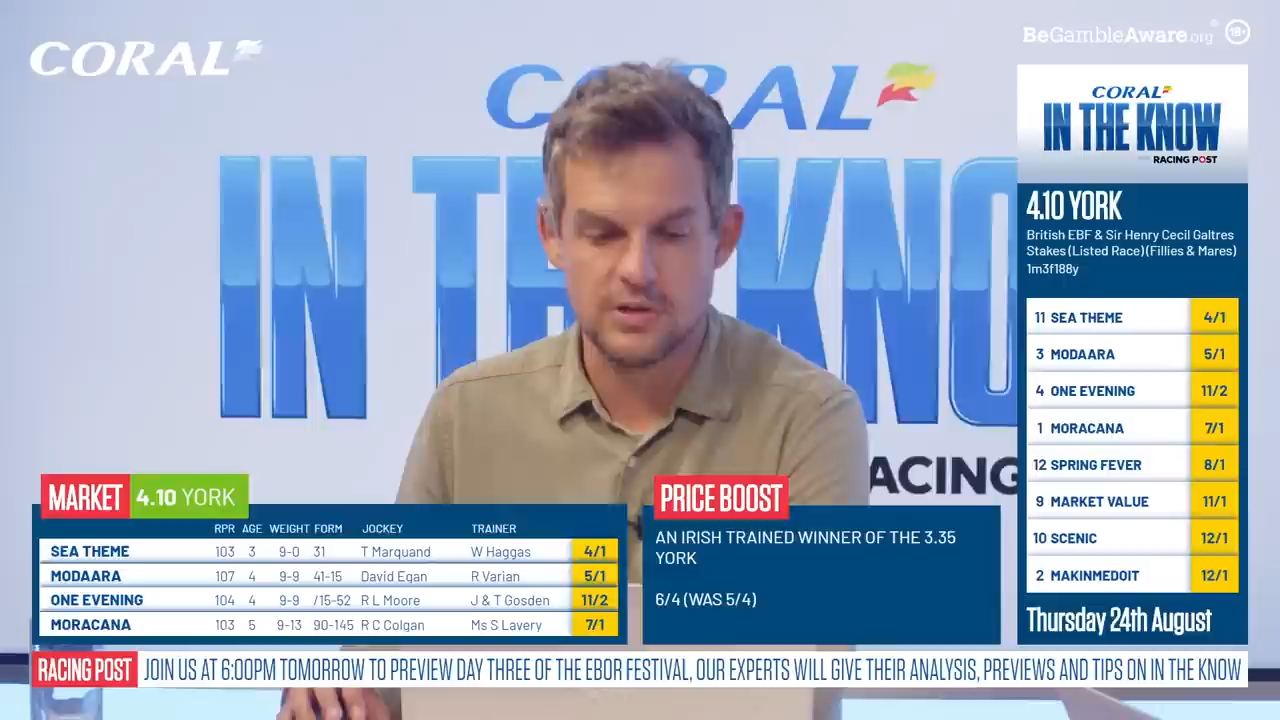 CORAL
BeGambleAware.org® 18+
CORAL
IN THE KNO
ACING
CORAL
IN THE KNOW
RACING POST
4.10 YORK
British EBF & Sir Henry Cecil Galtres
Stakes (Listed Race) (Fillies & Mares)
1m3f188y
11 SEA THEME 4/1
3 MODAARA 5/1
4 ONE EVENING 11/2
1 MORACANA 7/1
12 SPRING FEVER 8/1
9 MARKET VALUE 11/1
10 SCENIC 12/1
2 MAKINMEDOIT 12/1
Thursday 24th August
MARKET 4.10 YORK
RPR AGE WEIGHT FORM JOCKEY TRAINER
SEA THEME 103 3 9-0 31 T Marquand W Haggas 4/1
MODAARA 107 4 9-9 41-15 David Egan R Varian 5/1
ONE EVENING 104 4 9-9 /15-52 R L Moore J & T Gosden 11/2
MORACANA 103 5 9-13 90-145 R C Colgan Ms S Lavery 7/1
PRICE BOOST
AN IRISH TRAINED WINNER OF THE 3.35
YORK
6/4 (WAS 5/4)
RACING POST JOIN US AT 6:00PM TOMORROW TO PREVIEW DAY THREE OF THE EBOR FESTIVAL, OUR EXPERTS WILL GIVE THEIR ANALYSIS, PREVIEWS AND TIPS ON IN THE KNOW